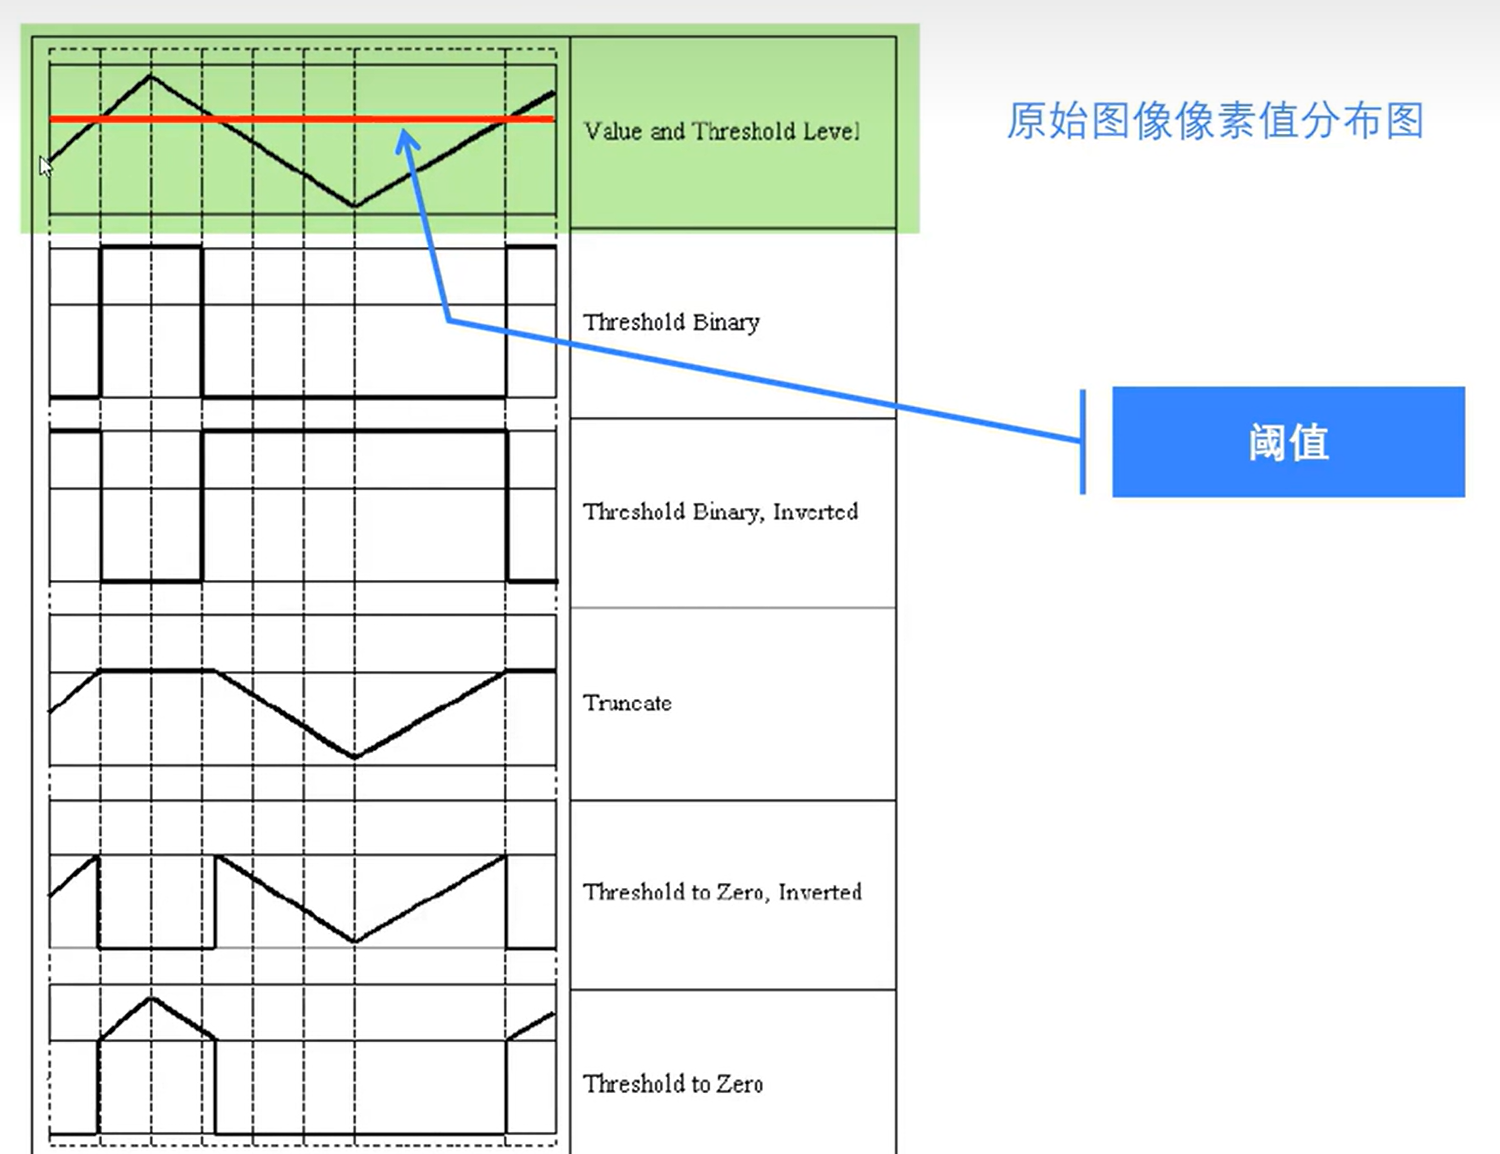 Value and Threshold Level
原始图像像素值分布图
Threshold Binary
阈值
Threshold Binary, Inverted
Truncate
Threshold to Zero, Inverted
Threshold to Zero